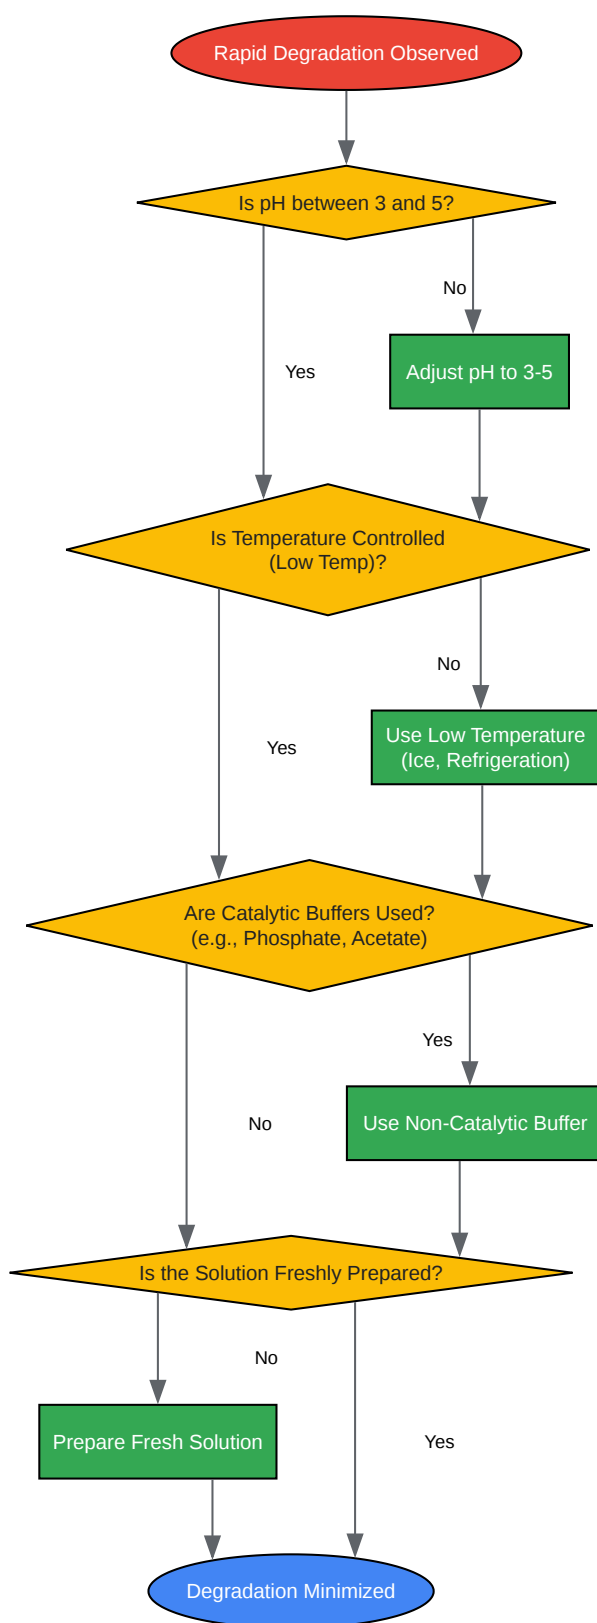 Rapid Degradation Observed
Is pH between 3 and 5?
No
Yes
Adjust pH to 3-5
Is Temperature Controlled
(Low Temp)?
No
Yes
Use Low Temperature
(Ice, Refrigeration)
Are Catalytic Buffers Used?
(e.g., Phosphate, Acetate)
Yes
No
Use Non-Catalytic Buffer
Is the Solution Freshly Prepared?
No
Prepare Fresh Solution
Yes
Degradation Minimized